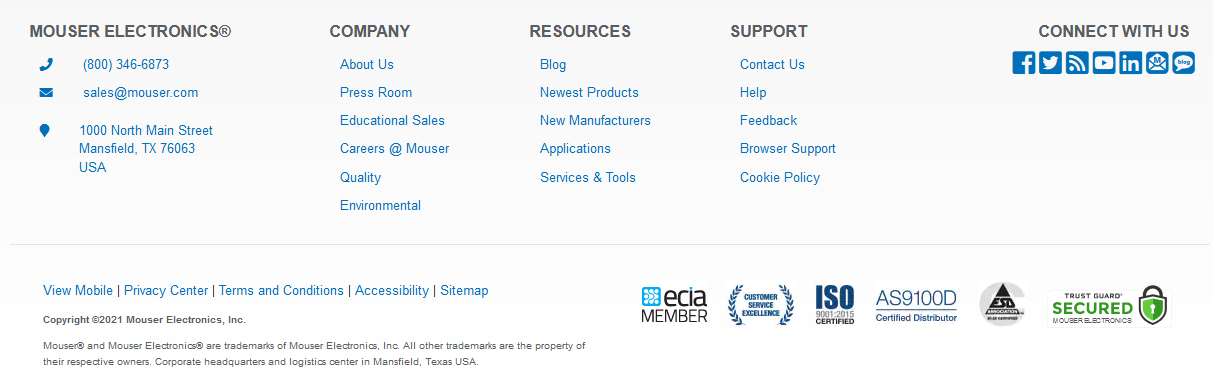 MOUSER ELECTRONICS®
(800) 346-6873
sales@mouser.com
1000 North Main Street
Mansfield, TX 76063
USA
COMPANY
About Us
Press Room
Educational Sales
Careers @ Mouser
Quality
Environmental
RESOURCES
Blog
Newest Products
New Manufacturers
Applications
Services & Tools
SUPPORT
Contact Us
Help
Feedback
Browser Support
Cookie Policy
CONNECT WITH US
M
blog
View Mobile | Privacy Center | Terms and Conditions | Accessibility | Sitemap
Copyright ©2021 Mouser Electronics, Inc.
Mouser® and Mouser Electronics® are trademarks of Mouser Electronics, Inc. All other trademarks are the property of
their respective owners. Corporate headquarters and logistics center in Mansfield, Texas USA.
ecia
MEMBER
CUSTOMER
SERVICE
EXCELLENCE
ISO
9001:2015
CERTIFIED
AS9100D
Certified Distributor
ESD
ASSOCIATION
TRUST GUARD®
SECURED
MOUSER ELECTRONICS